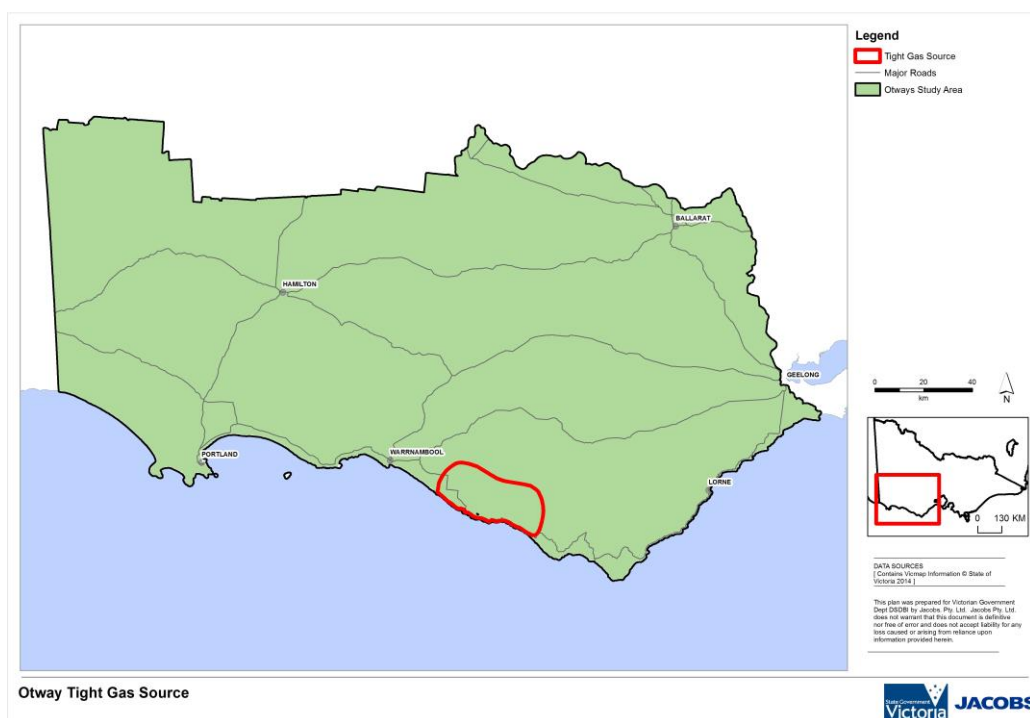 Legend
Tight Gas Source
Major Roads
Otways Study Area
BALLARAT
HAMILTON
GEELONG
PORTLAND
WARRNAMBOOL
LORNE
0 20 40
km
N
0 130 KM
DATA SOURCES
[ Contains Vicmap Information © State of
Victoria 2014 ]
This plan was prepared for Victorian Government
Dept DSDBI by Jacobs. Pty. Ltd. Jacobs Pty. Ltd.
does not warrant that this document is definitive
nor free of error and does not accept liability for any
loss caused or arising from reliance upon
information provided herein.
Otway Tight Gas Source
State Government
Victoria
JACOBS